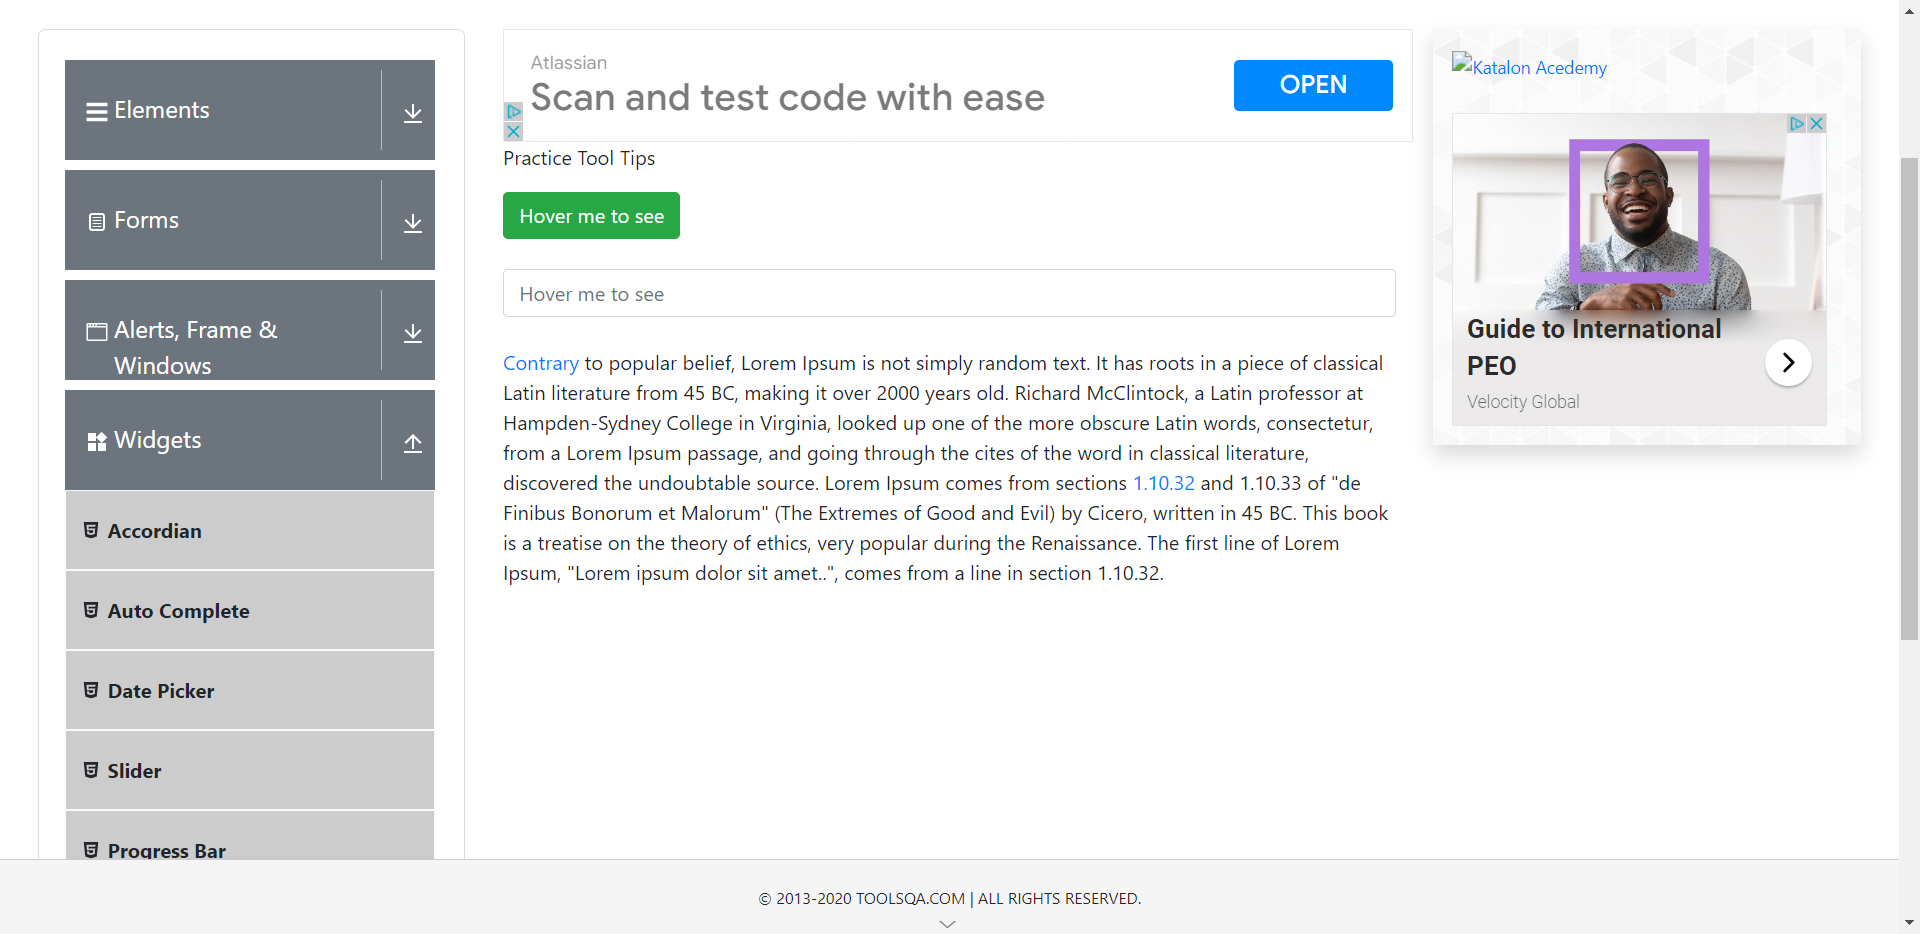 Elements
Forms
Alerts, Frame &
Windows
Widgets
Accordian
Auto Complete
Date Picker
Slider
Progress Bar
Atlassian
Scan and test code with ease
OPEN
Practice Tool Tips
Hover me to see
Hover me to see
Contrary to popular belief, Lorem Ipsum is not simply random text. It has roots in a piece of classical
Latin literature from 45 BC, making it over 2000 years old. Richard McClintock, a Latin professor at
Hampden-Sydney College in Virginia, looked up one of the more obscure Latin words, consectetur,
from a Lorem Ipsum passage, and going through the cites of the word in classical literature,
discovered the undoubtable source. Lorem Ipsum comes from sections 1.10.32 and 1.10.33 of "de
Finibus Bonorum et Malorum" (The Extremes of Good and Evil) by Cicero, written in 45 BC. This book
is a treatise on the theory of ethics, very popular during the Renaissance. The first line of Lorem
Ipsum, "Lorem ipsum dolor sit amet..", comes from a line in section 1.10.32.
Katalon Acedemy
Guide to International
PEO
Velocity Global
© 2013-2020 TOOLSQA.COM | ALL RIGHTS RESERVED.